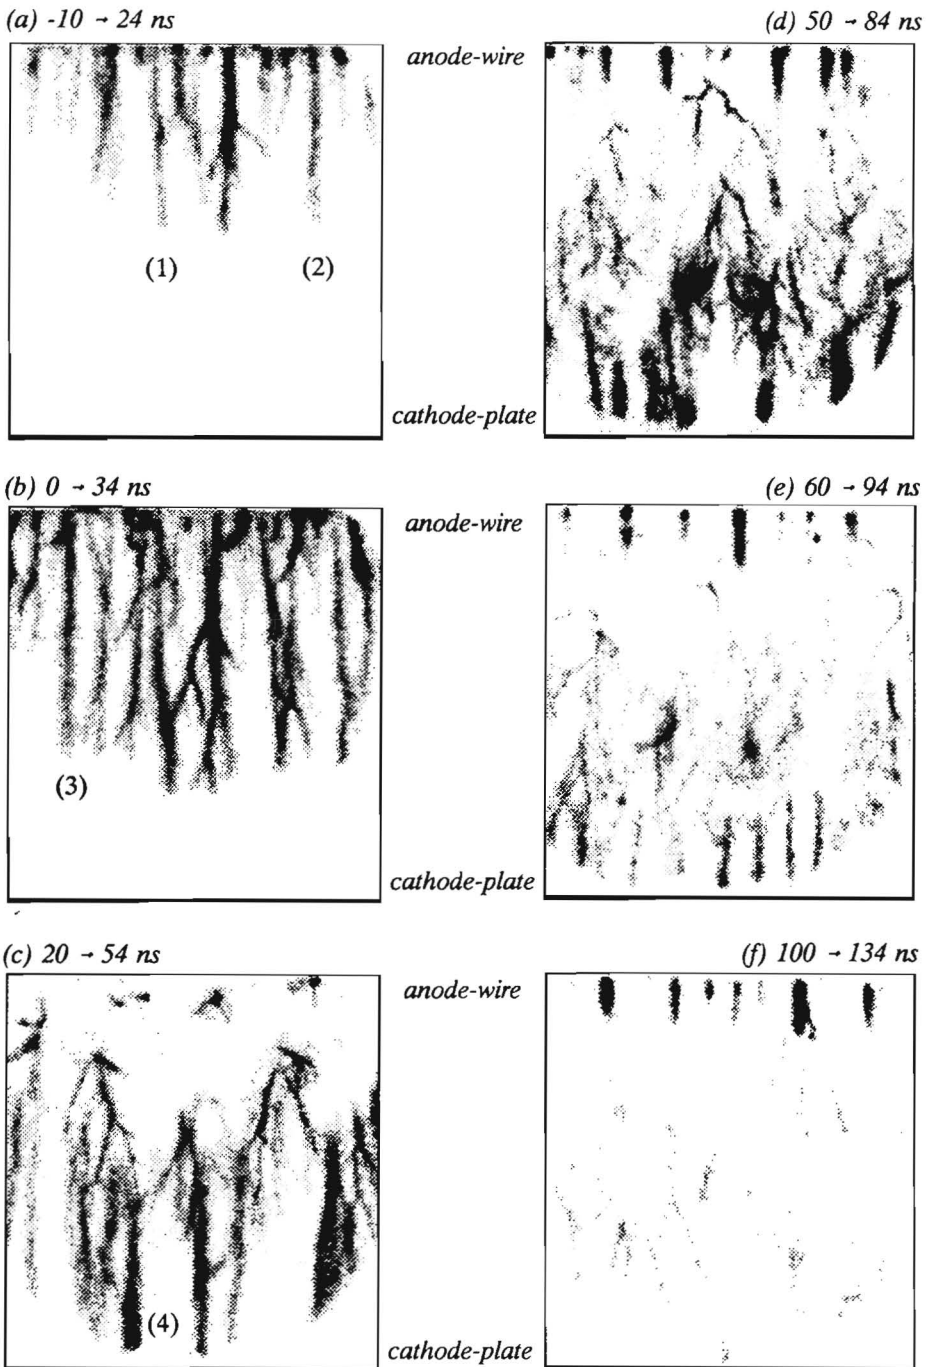 (a) -10 → 24 ns
anode-wire
(1)
(2)
cathode-plate
(b) 0 → 34 ns
anode-wire
(3)
cathode-plate
(c) 20 → 54 ns
anode-wire
(4)
cathode-plate
(d) 50 → 84 ns
(e) 60 → 94 ns
(f) 100 → 134 ns